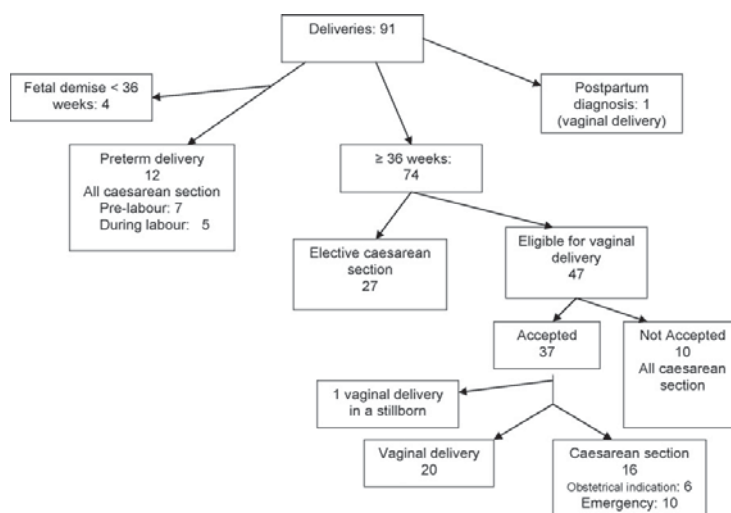 Deliveries: 91
Fetal demise < 36
weeks: 4
Postpartum
diagnosis: 1
(vaginal delivery)
Preterm delivery
12
All caesarean section
Pre-labour: 7
During labour: 5
≥ 36 weeks:
74
Elective caesarean
section
27
Eligible for vaginal
delivery
47
Accepted
37
Not Accepted
10
All caesarean
section
1 vaginal delivery
in a stillborn
Vaginal delivery
20
Caesarean section
16
Obstetrical indication: 6
Emergency: 10